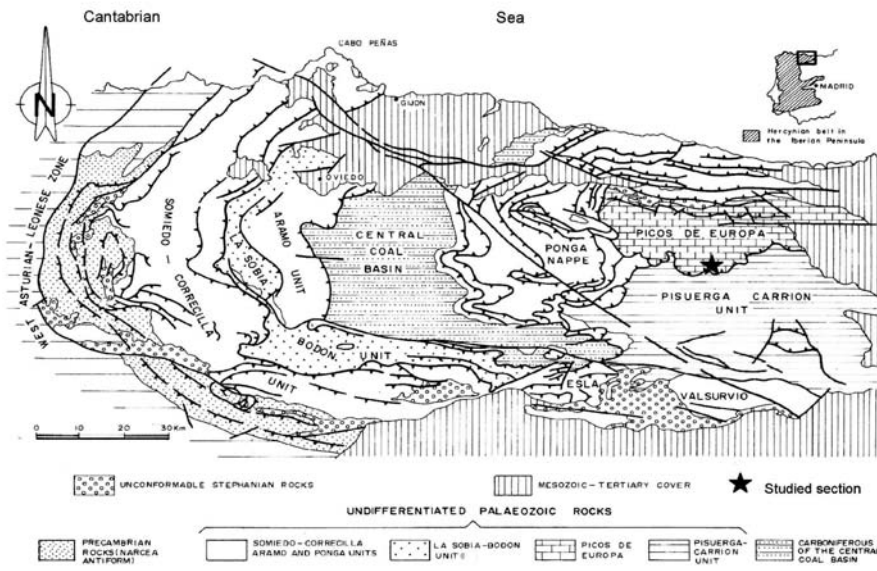 Cantabrian Sea
CABO PEÑAS
GIJON
MADRID
Hercynian belt in
the Iberian Peninsula
N
OVIEDO
WEST ASTURIAN-LEONESE ZONE
SOMIEDO-CORRECILLA
UNIT
LA SOBIA
ARAMO
UNIT
CENTRAL
COAL
BASIN
PONGA
NAPPE
PICOS DE EUROPA
PISUERGA CARRION
UNIT
BODON UNIT
ESLA
VALSURVIO
0 10 20 30Km
UNCONFORMABLE STEPHANIAN ROCKS
MESOZOIC-TERTIARY COVER
Studied section
UNDIFFERENTIATED PALAEOZOIC ROCKS
PRECAMBRIAN
ROCKS(NARCEA
ANTIFORM)
SOMIEDO-CORRECILLA
ARAMO AND PONGA UNITS
LA SOBIA-BODON
UNITS
PICOS DE
EUROPA
PISUERGA-
CARRION
UNIT
CARBONIFEROUS
OF THE CENTRAL
COAL BASIN